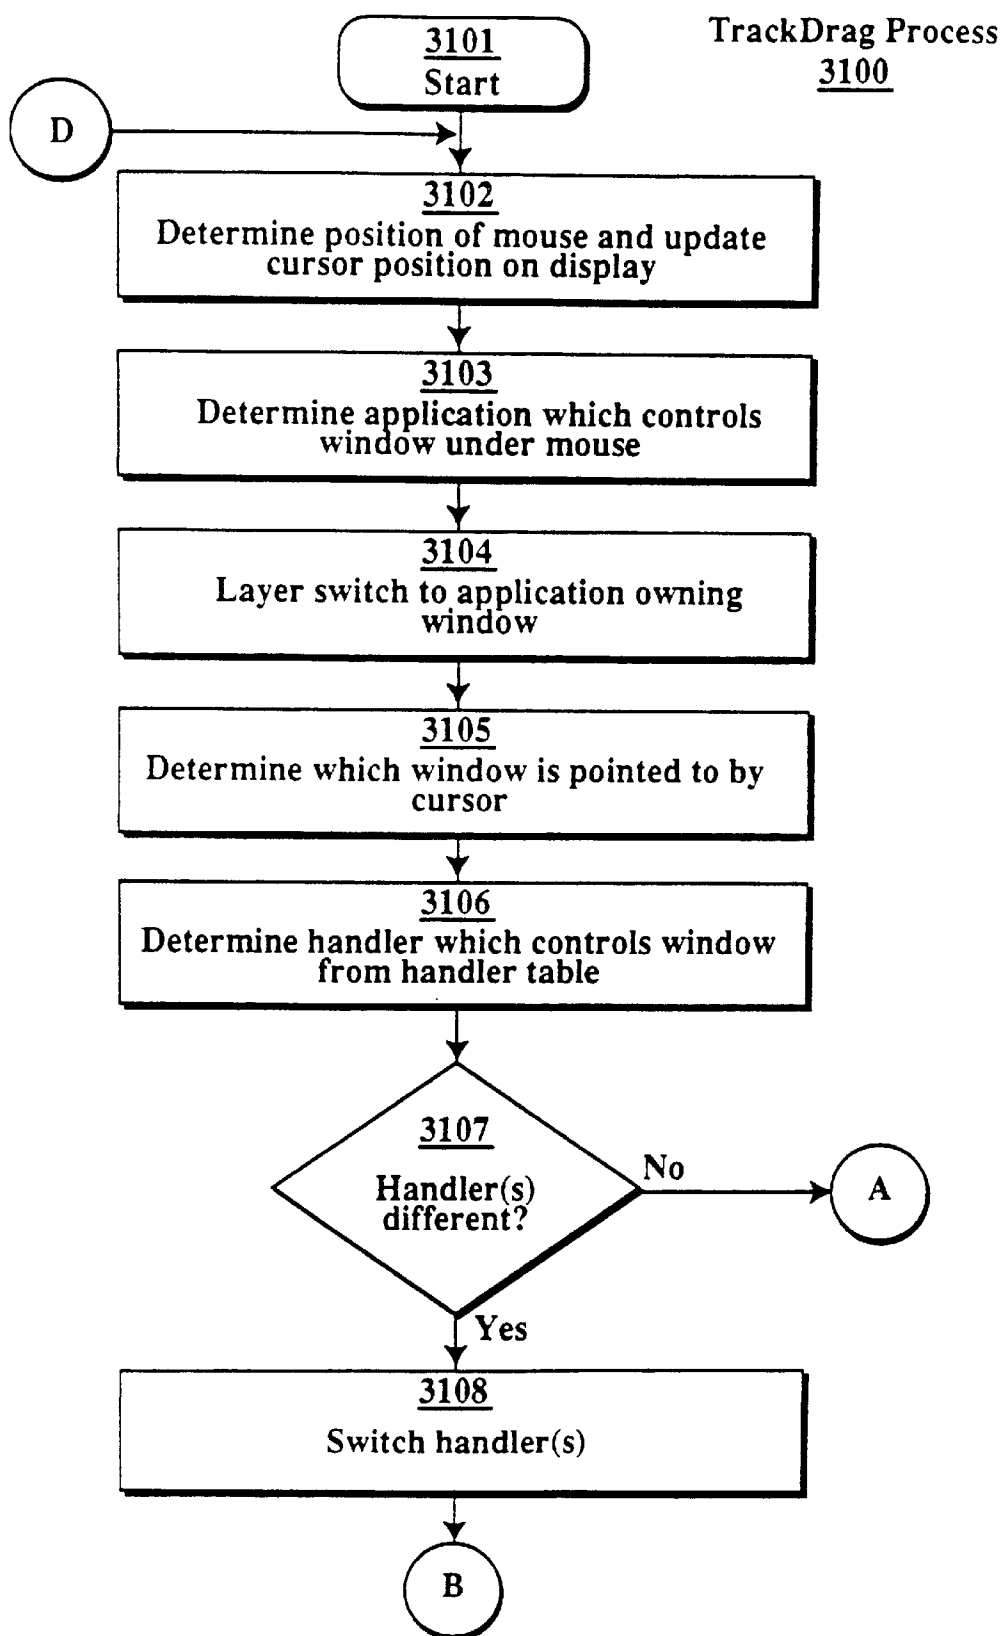 TrackDrag Process
3100
3101
Start
D
3102
Determine position of mouse and update
cursor position on display
3103
Determine application which controls
window under mouse
3104
Layer switch to application owning
window
3105
Determine which window is pointed to by
cursor
3106
Determine handler which controls window
from handler table
3107
Handler(s)
different?
No
A
Yes
3108
Switch handler(s)
B